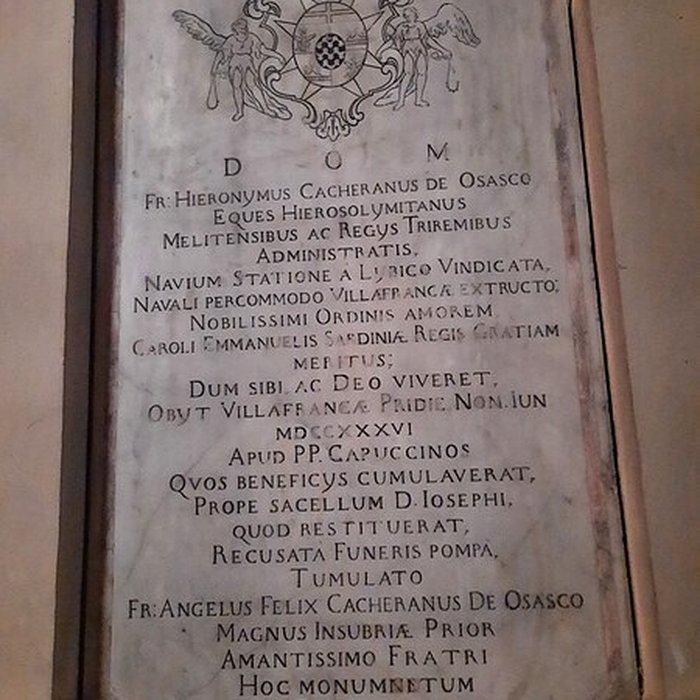 D O M
FR: HIERONYMUS CACHERANUS DE OSASCO
EQUES HIEROSOLYMITANUS
MELITENSIBUS AC REGYS TRIREMIBUS
ADMINISTRATIS,
NAVIUM STATIONE A LYBICO VINDICATA,
NAVALI PERCOMMODO VILLÆFRANCÆ EXTRUCTO;
NOBILISSIMI ORDINIS AMOREM
CAROLI EMMANUELIS SARDINIÆ REGIS GRATIAM
MERITUS;
DUM SIBI AC DEO VIVERET,
OBYT VILLAFRANCÆ PRIDIE NON. IUN
MDCCXXXVI
APUD PP. CAPUCCINOS
QVOS BENEFICYS CUMULAVERAT,
PROPE SACELLUM D. IOSEPHI,
QUOD RESTITUERAT,
RECUSATA FUNERIS POMPA,
TUMULATO
FR: ANGELUS FELIX CACHERANUS DE OSASCO
MAGNUS INSUBRIÆ PRIOR
AMANTISSIMO FRATRI
HOC MONUMNETUM